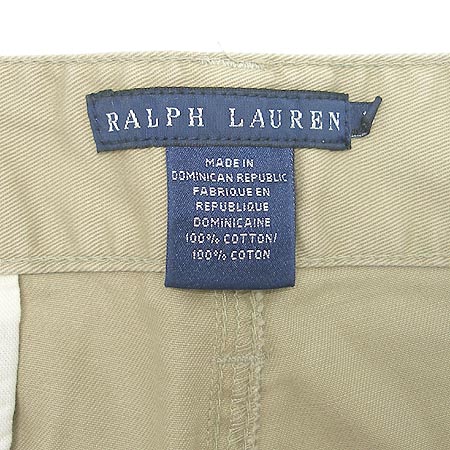 RALPH LAUREN
MADE IN
DOMINICAN REPUBLIC
FABRIQUE EN
REPUBLIQUE
DOMINICAINE
100% COTTON/
100% COTON